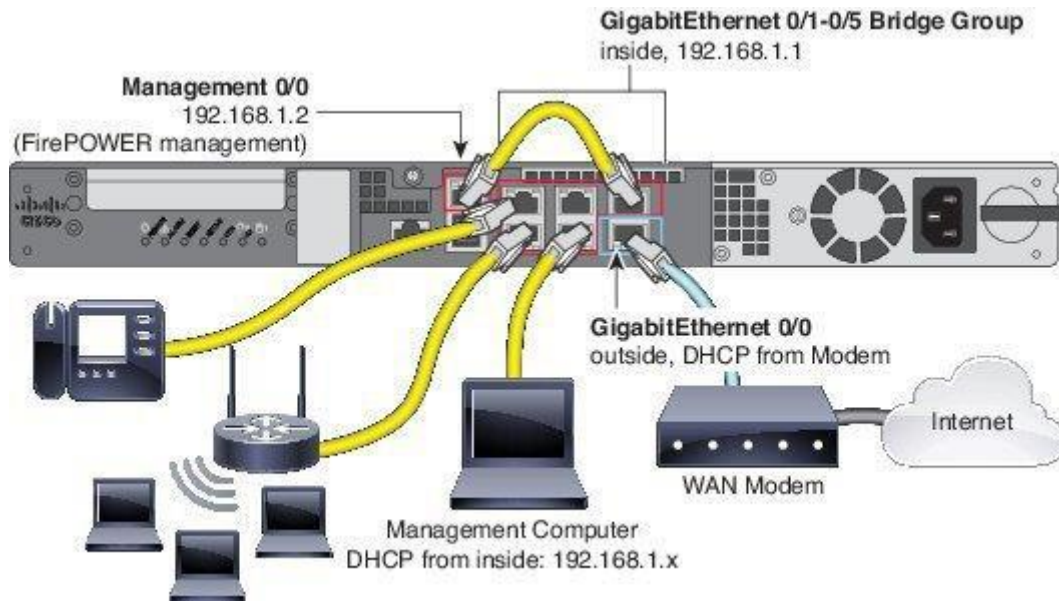 GigabitEthernet 0/1-0/5 Bridge Group
inside, 192.168.1.1
Management 0/0
192.168.1.2
(FirePOWER management)
CISCO
GigabitEthernet 0/0
outside, DHCP from Modem
Internet
WAN Modem
Management Computer
DHCP from inside: 192.168.1.x